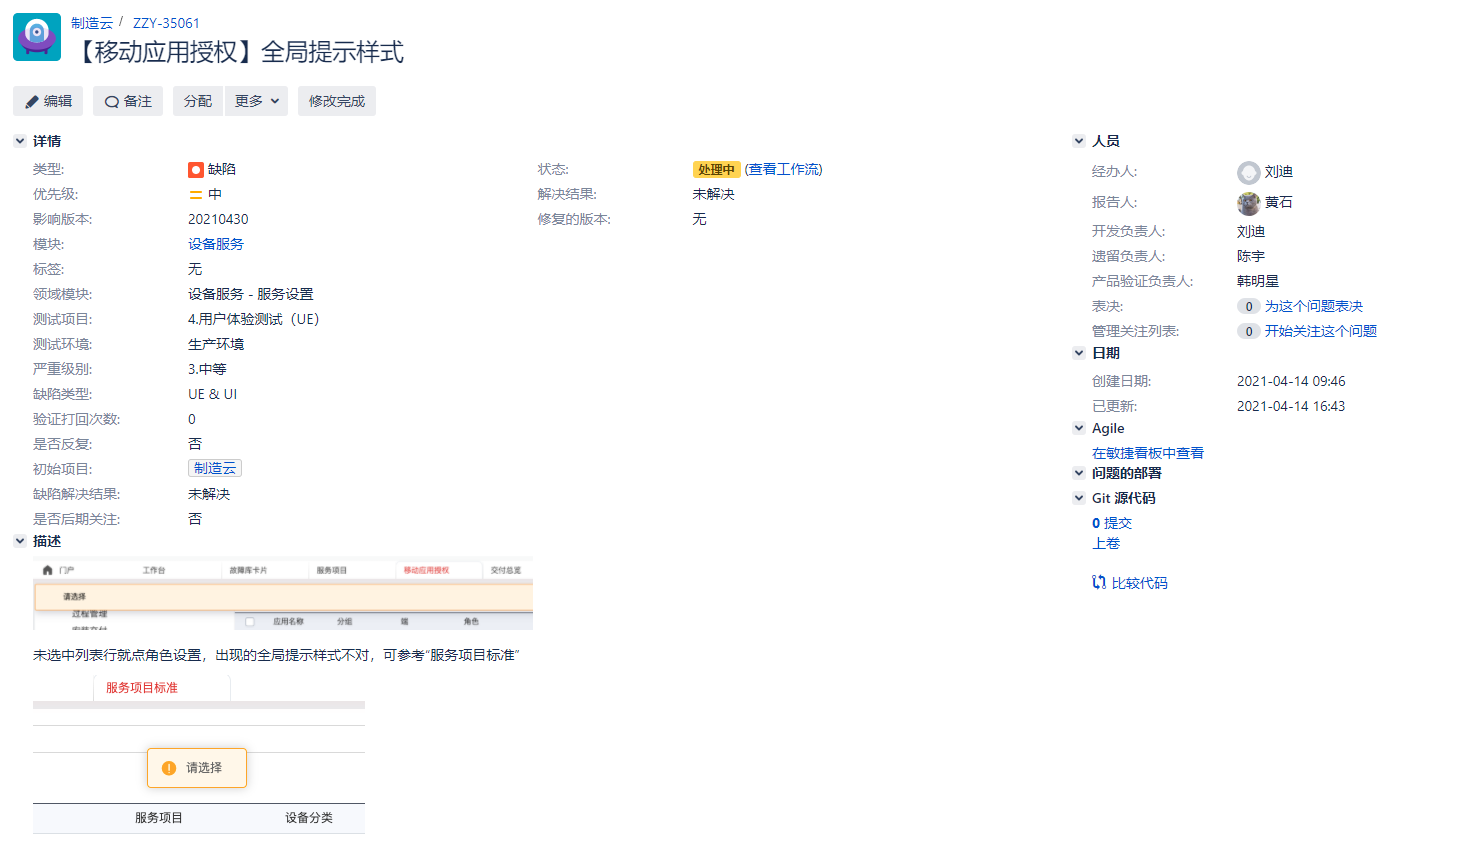 制造云 / ZZY-35061
【移动应用授权】全局提示样式
编辑 备注 分配 更多 修改完成
详情
类型: 缺陷 状态: 处理中 (查看工作流)
优先级: 中 解决结果: 未解决
影响版本: 20210430 修复的版本: 无
模块: 设备服务
标签: 无
领域模块: 设备服务 - 服务设置
测试项目: 4.用户体验测试（UE）
测试环境: 生产环境
严重级别: 3.中等
缺陷类型: UE & UI
验证打回次数: 0
是否反复: 否
初始项目: 制造云
缺陷解决结果: 未解决
是否后期关注: 否
描述
门户 工作台 故障库卡片 服务项目 移动应用授权 交付总览
请选择
过程管理
应用名称 分组 端 角色
未选中列表行就点角色设置，出现的全局提示样式不对，可参考“服务项目标准”
服务项目标准
请选择
服务项目 设备分类
人员
经办人: 刘迪
报告人: 黄石
开发负责人: 刘迪
遗留负责人: 陈宇
产品验证负责人: 韩明星
表决: 0 为这个问题表决
管理关注列表: 0 开始关注这个问题
日期
创建日期: 2021-04-14 09:46
已更新: 2021-04-14 16:43
Agile
在敏捷看板中查看
问题的部署
Git 源代码
0 提交
上卷
比较代码